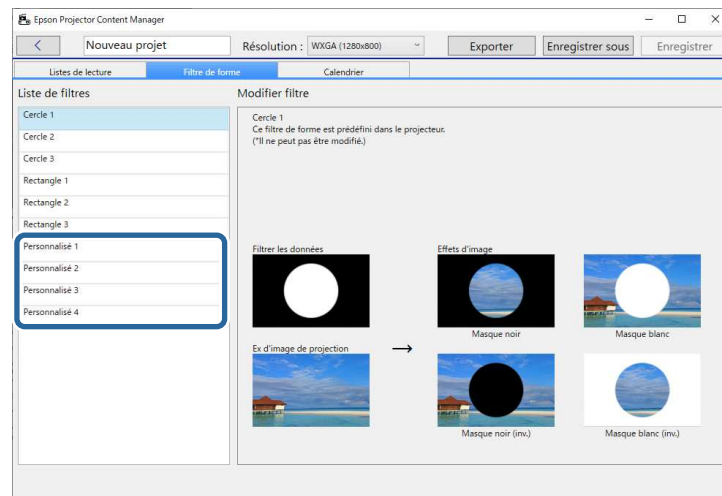 Epson Projector Content Manager
Nouveau projet
Résolution : WXGA (1280x800)
Exporter
Enregistrer sous
Enregistrer
Listes de lecture
Filtre de forme
Calendrier
Liste de filtres
Cercle 1
Cercle 2
Cercle 3
Rectangle 1
Rectangle 2
Rectangle 3
Personnalisé 1
Personnalisé 2
Personnalisé 3
Personnalisé 4
Modifier filtre
Cercle 1
Ce filtre de forme est prédéfini dans le projecteur.
(*Il ne peut pas être modifié.)
Filtrer les données
Effets d'image
Masque noir
Masque blanc
Ex d'image de projection
Masque noir (inv.)
Masque blanc (inv.)